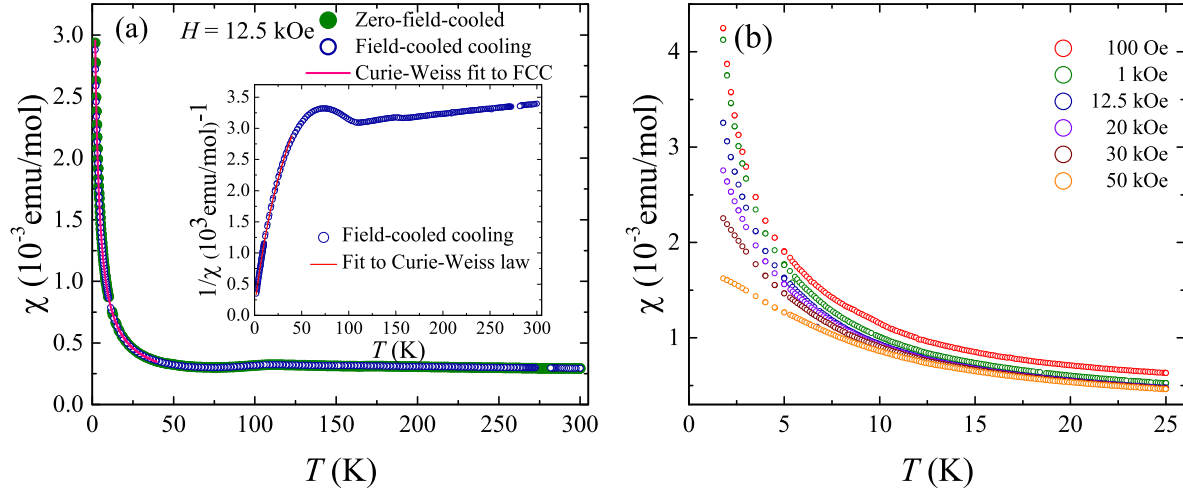 (a)
H = 12.5 kOe
Zero-field-cooled
Field-cooled cooling
Curie-Weiss fit to FCC
χ (10⁻³emu/mol)
3.0
2.5
2.0
1.5
1.0
0.5
0.0
0 50 100 150 200 250 300
T (K)
1/χ (10³emu/mol)⁻¹
3.5
3.0
3.5
2.0
1.5
1.0
0.5
0.0
0 50 100 150 200 250 300
T (K)
Field-cooled cooling
Fit to Curie-Weiss law
(b)
100 Oe
1 kOe
12.5 kOe
20 kOe
30 kOe
50 kOe
χ (10⁻³emu/mol)
4
3
2
1
0 5 10 15 20 25
T (K)